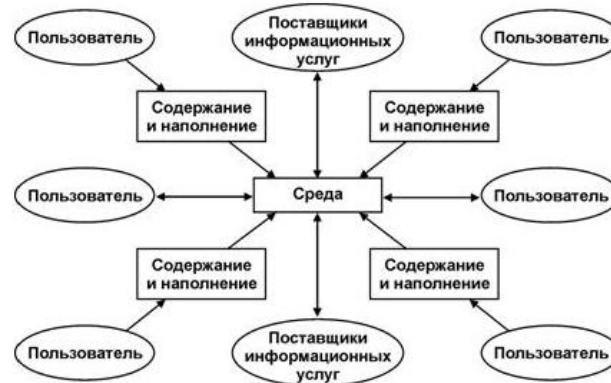 Пользователь
Поставщики
информационных
услуг
Пользователь
Содержание
и наполнение
Содержание
и наполнение
Пользователь
Среда
Пользователь
Содержание
и наполнение
Содержание
и наполнение
Пользователь
Поставщики
информационных
услуг
Пользователь